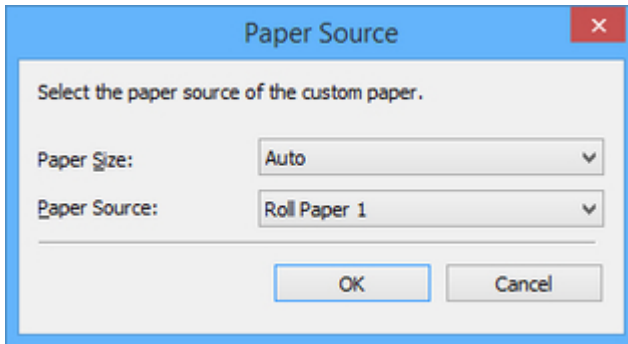 Paper Source
Select the paper source of the custom paper.
Paper Size: Auto
Paper Source: Roll Paper 1
OK Cancel